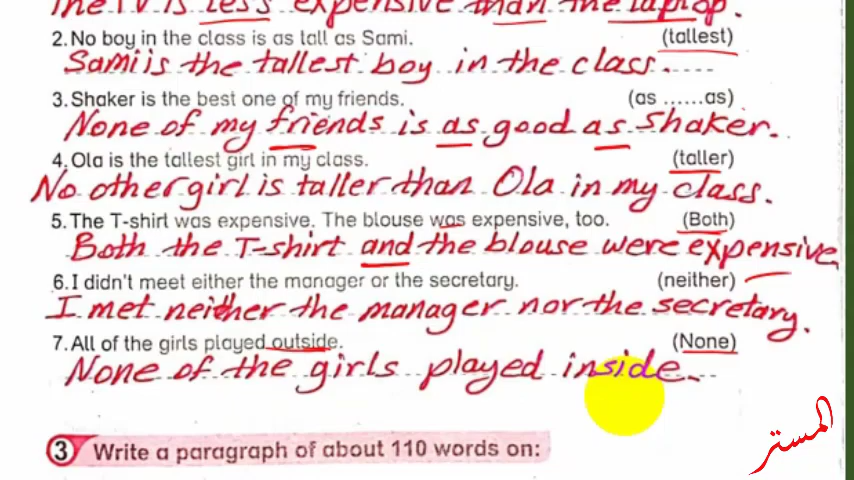 The TV is less expensive than the laptop.
2. No boy in the class is as tall as Sami. (tallest)
Sami is the tallest boy in the class.......
3. Shaker is the best one of my friends. (as ......as)
None of my friends is as good as Shaker..
4. Ola is the tallest girl in my class. (taller)
No other girl is taller than Ola in my class.
5. The T-shirt was expensive. The blouse was expensive, too. (Both)
Both the T-shirt and the blouse were expensive.
6. I didn't meet either the manager or the secretary. (neither)
I met neither the manager nor the secretary.
7. All of the girls played outside. (None)
None of the girls played inside....
3 Write a paragraph of about 110 words on:
المستر